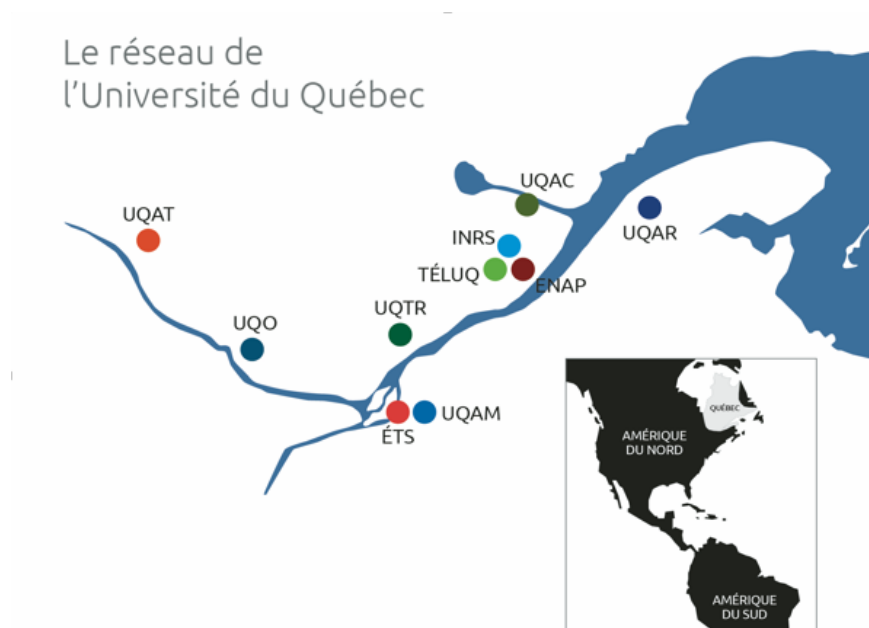 Le réseau de
l'Université du Québec
UQAC
UQAT
UQAR
INRS
TÉLUQ
ENAP
UQTR
UQO
UQAM
ÉTS
QUÉBEC
AMÉRIQUE
DU NORD
AMÉRIQUE
DU SUD